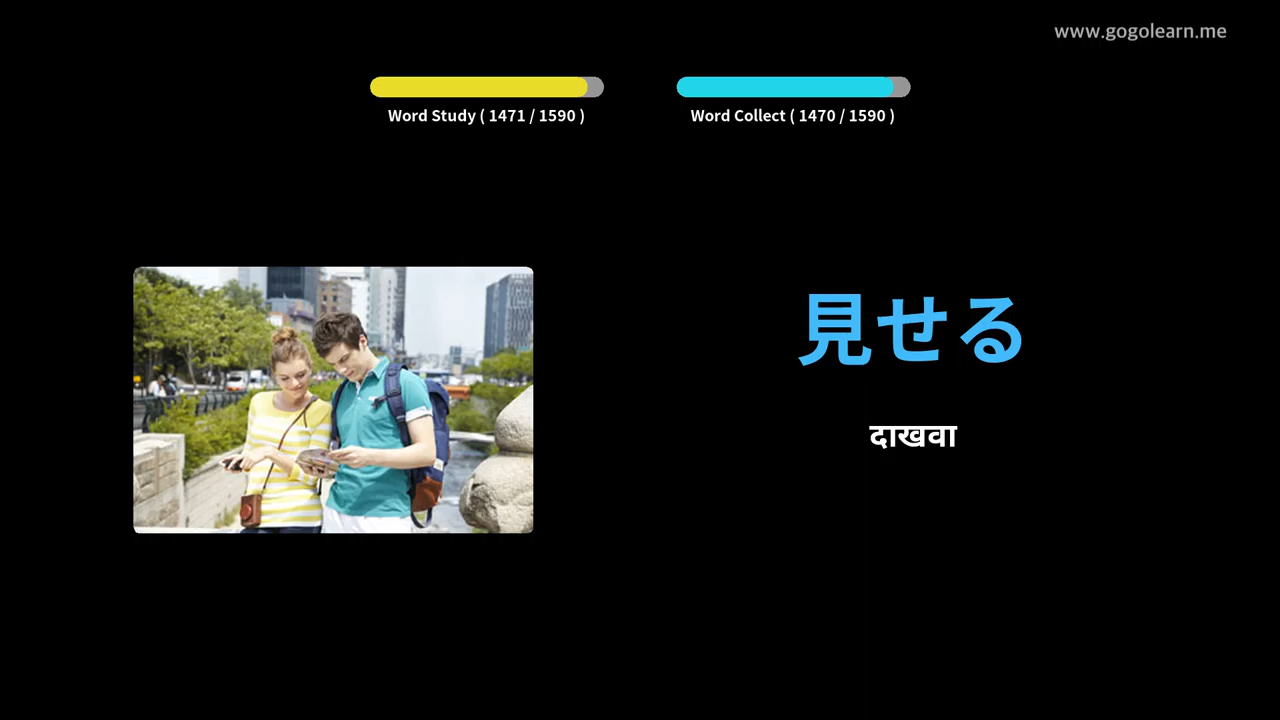 www.gogolearn.me
Word Study ( 1471 / 1590 )
Word Collect ( 1470 / 1590 )
見せる
दाखवा